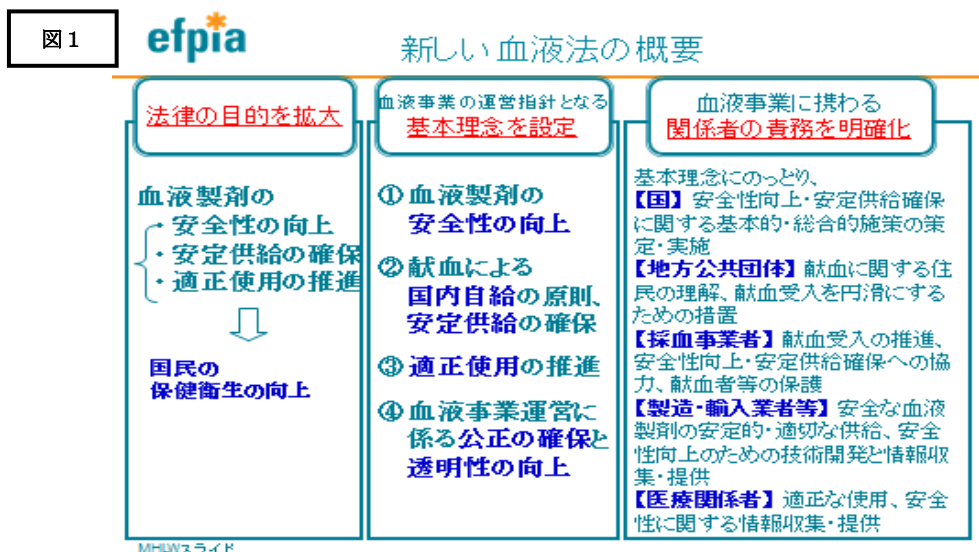 図1
efpia
新しい血液法の概要
法律の目的を拡大
血液製剤の
・安全性の向上
・安定供給の確保
・適正使用の推進
国民の
保健衛生の向上
血液事業の運営指針となる
基本理念を設定
①血液製剤の
安全性の向上
②献血による
国内自給の原則、
安定供給の確保
③適正使用の推進
④血液事業運営に
係る公正の確保と
透明性の向上
血液事業に携わる
関係者の責務を明確化
基本理念にのっとり、
【国】安全性向上・安定供給確保
に関する基本的・総合的施策の策
定・実施
【地方公共団体】献血に関する住
民の理解、献血受入を円滑にする
ための措置
【採血事業者】献血受入の推進、
安全性向上・安定供給確保への協
力、献血者等の保護
【製造・輸入業者等】安全な血液
製剤の安定的・適切な供給、安全
性向上のための技術開発と情報収
集・提供
【医療関係者】適正な使用、安全
性に関する情報収集・提供
MHLWスライド